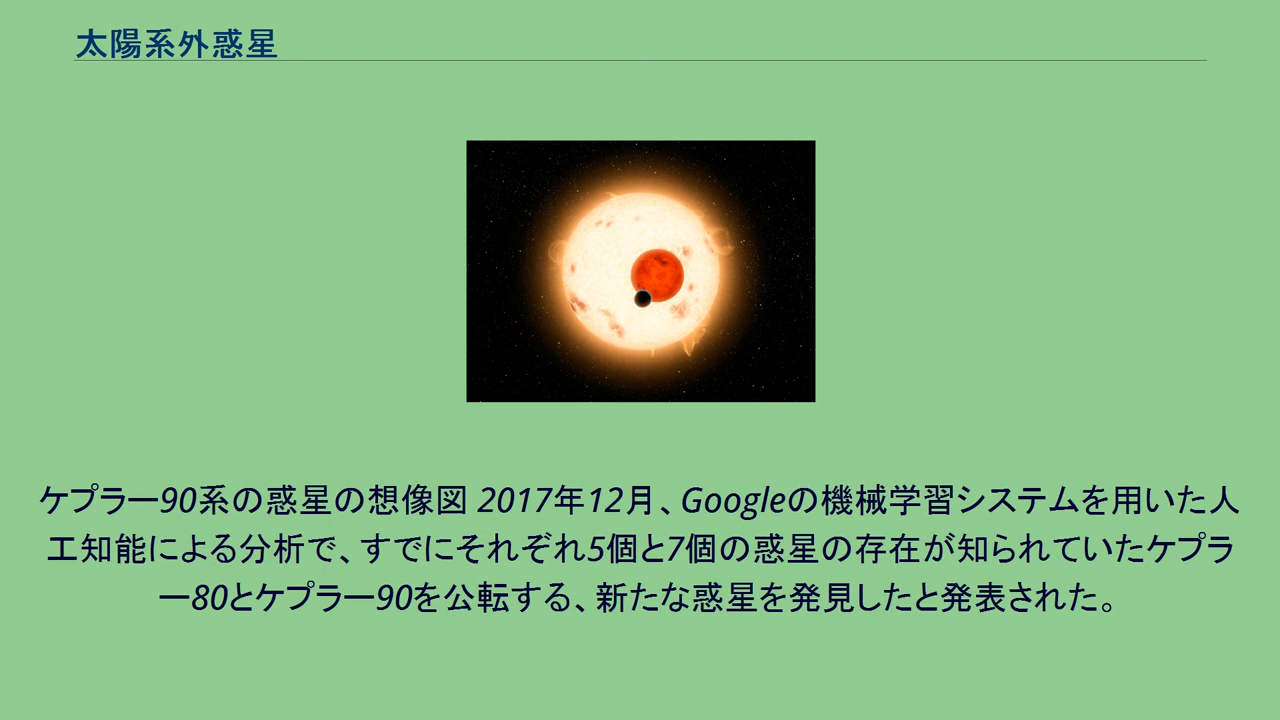 太陽系外惑星
ケプラー90系の惑星の想像図 2017年12月、Googleの機械学習システムを用いた人
工知能による分析で、すでにそれぞれ5個と7個の惑星の存在が知られていたケプラ
ー80とケプラー90を公転する、新たな惑星を発見したと発表された。